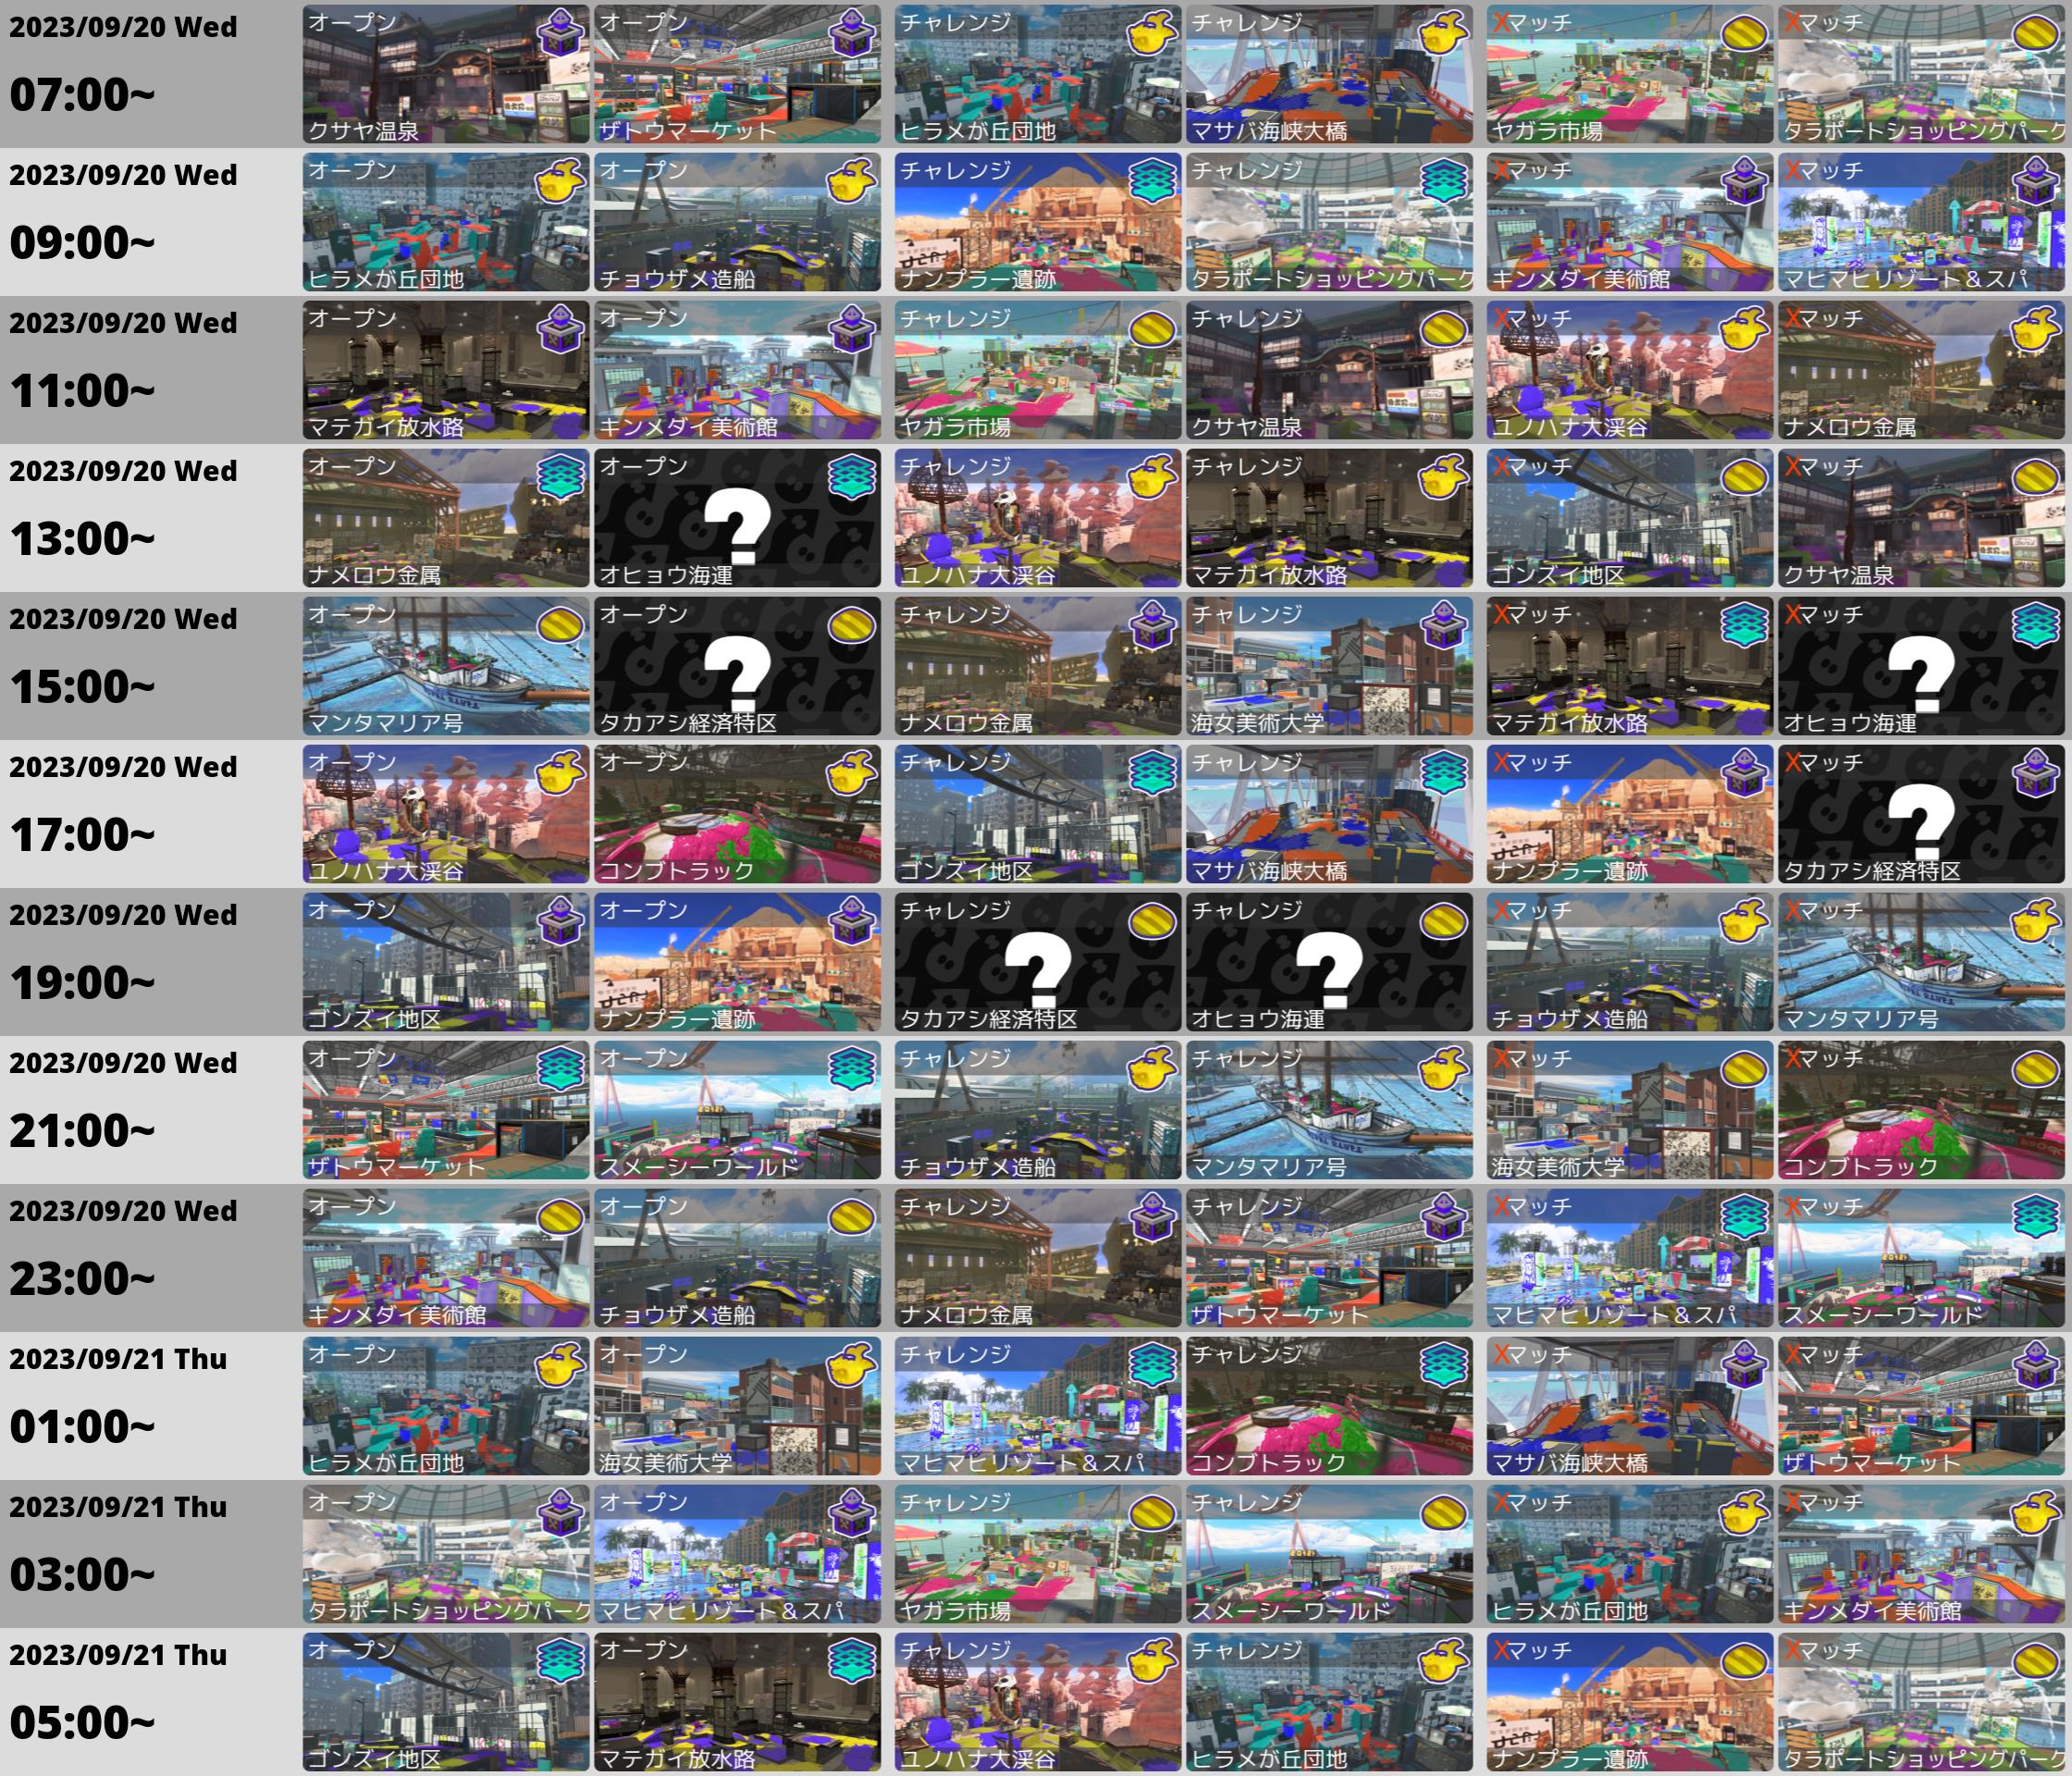 2023/09/20 Wed
07:00~
オープン
クサヤ温泉
オープン
ザトウマーケット
チャレンジ
ヒラメが丘団地
チャレンジ
マサバ海峡大橋
Xマッチ
ヤガラ市場
Xマッチ
タラポートショッピングパーク
2023/09/20 Wed
09:00~
オープン
ヒラメが丘団地
オープン
チョウザメ造船
チャレンジ
ナンプラー遺跡
チャレンジ
タラポートショッピングパーク
Xマッチ
キンメダイ美術館
Xマッチ
マヒマヒリゾート&スパ
2023/09/20 Wed
11:00~
オープン
マテガイ放水路
オープン
キンメダイ美術館
チャレンジ
ヤガラ市場
チャレンジ
クサヤ温泉
Xマッチ
ユノハナ大渓谷
Xマッチ
ナメロウ金属
2023/09/20 Wed
13:00~
オープン
ナメロウ金属
オープン
?
オヒョウ海運
チャレンジ
ユノハナ大渓谷
チャレンジ
マテガイ放水路
Xマッチ
ゴンズイ地区
Xマッチ
クサヤ温泉
2023/09/20 Wed
15:00~
オープン
マンタマリア号
オープン
?
タカアシ経済特区
チャレンジ
ナメロウ金属
チャレンジ
海女美術大学
Xマッチ
マテガイ放水路
Xマッチ
?
オヒョウ海運
2023/09/20 Wed
17:00~
オープン
ユノハナ大渓谷
オープン
コンブトラック
チャレンジ
ゴンズイ地区
チャレンジ
マサバ海峡大橋
Xマッチ
ナンプラー遺跡
Xマッチ
?
タカアシ経済特区
2023/09/20 Wed
19:00~
オープン
ゴンズイ地区
オープン
ナンプラー遺跡
チャレンジ
?
タカアシ経済特区
チャレンジ
?
オヒョウ海運
Xマッチ
チョウザメ造船
Xマッチ
マンタマリア号
2023/09/20 Wed
21:00~
オープン
ザトウマーケット
オープン
スメーシーワールド
チャレンジ
チョウザメ造船
チャレンジ
マンタマリア号
Xマッチ
海女美術大学
Xマッチ
コンブトラック
2023/09/20 Wed
23:00~
オープン
キンメダイ美術館
オープン
チョウザメ造船
チャレンジ
ナメロウ金属
チャレンジ
ザトウマーケット
Xマッチ
マヒマヒリゾート&スパ
Xマッチ
スメーシーワールド
2023/09/21 Thu
01:00~
オープン
ヒラメが丘団地
オープン
海女美術大学
チャレンジ
マヒマヒリゾート&スパ
チャレンジ
コンブトラック
Xマッチ
マサバ海峡大橋
Xマッチ
ザトウマーケット
2023/09/21 Thu
03:00~
オープン
タラポートショッピングパーク
オープン
マヒマヒリゾート&スパ
チャレンジ
ヤガラ市場
チャレンジ
スメーシーワールド
Xマッチ
ヒラメが丘団地
Xマッチ
キンメダイ美術館
2023/09/21 Thu
05:00~
オープン
ゴンズイ地区
オープン
マテガイ放水路
チャレンジ
ユノハナ大渓谷
チャレンジ
ヒラメが丘団地
Xマッチ
ナンプラー遺跡
Xマッチ
タラポートショッピングパーク